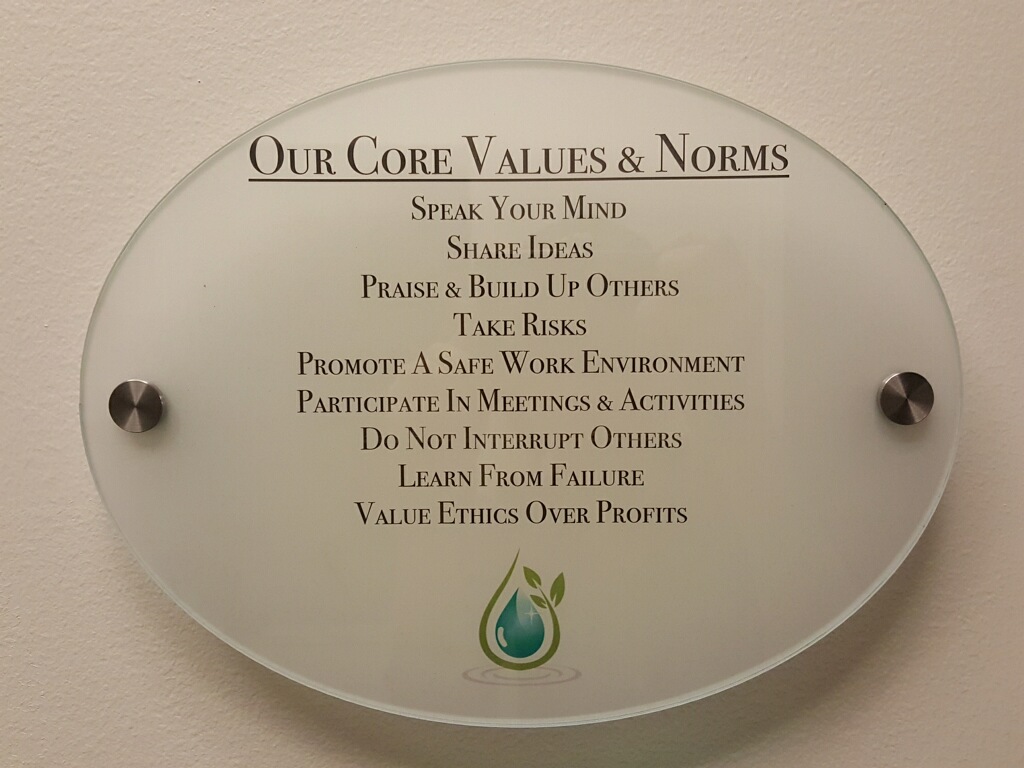 Our Core Values & Norms
Speak Your Mind
Share Ideas
Praise & Build Up Others
Take Risks
Promote A Safe Work Environment
Participate In Meetings & Activities
Do Not Interrupt Others
Learn From Failure
Value Ethics Over Profits